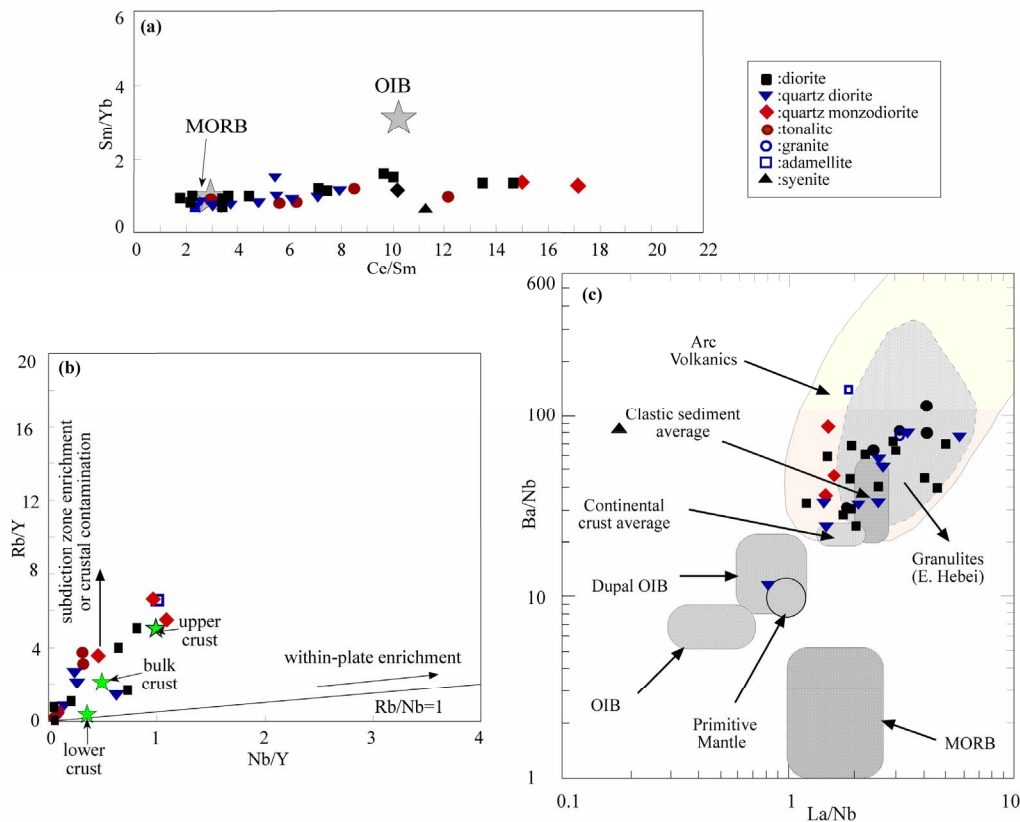 (a)
6
4
2
0
Sm/Yb
OIB
MORB
0 2 4 6 8 10 12 14 16 18 20 22
Ce/Sm
:diorite
:quartz diorite
:quartz monzodiorite
:tonalite
:granite
:adamellite
:syenite
(b)
20
16
12
8
4
0
Rb/Y
subdiction zone enrichment
or crustal contamination
upper
crust
bulk
crust
within-plate enrichment
Rb/Nb=1
lower
crust
1 2 3 4
Nb/Y
(c)
600
100
10
1
Ba/Nb
Arc
Volkanics
Clastic sediment
average
Continental
crust average
Granulites
(E. Hebei)
Dupal OIB
OIB
Primitive
Mantle
MORB
0.1 1 10
La/Nb